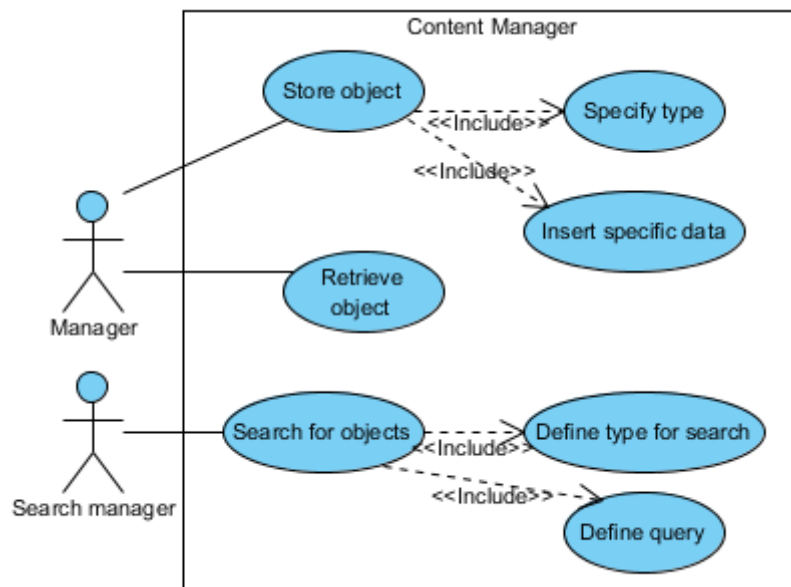 Content Manager
Store object
<<Include>>
Specify type
<<Include>>
Insert specific data
Retrieve
object
Manager
Search for objects
<<Include>>
Define type for search
<<Include>>
Define query
Search manager